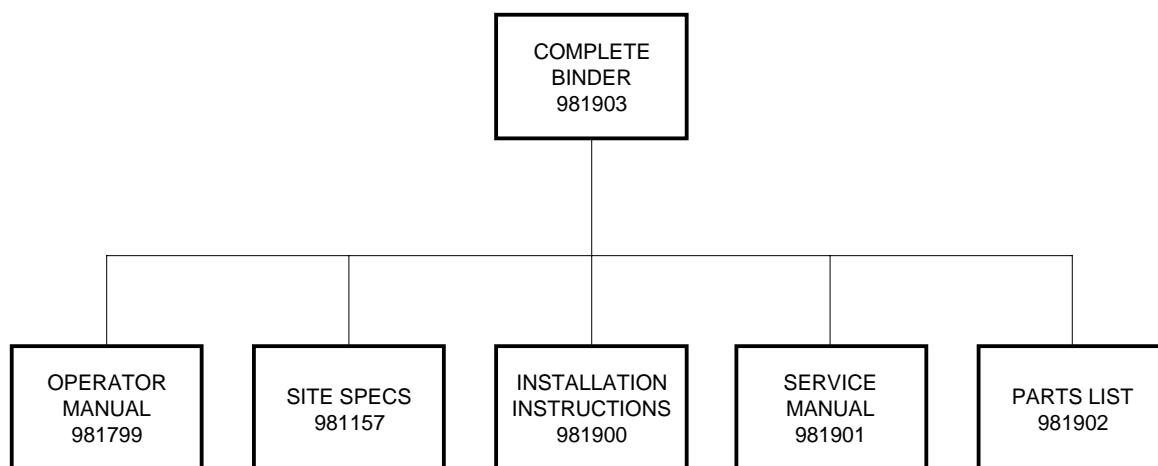 COMPLETE
BINDER
981903
OPERATOR
MANUAL
981799
SITE SPECS
981157
INSTALLATION
INSTRUCTIONS
981900
SERVICE
MANUAL
981901
PARTS LIST
981902